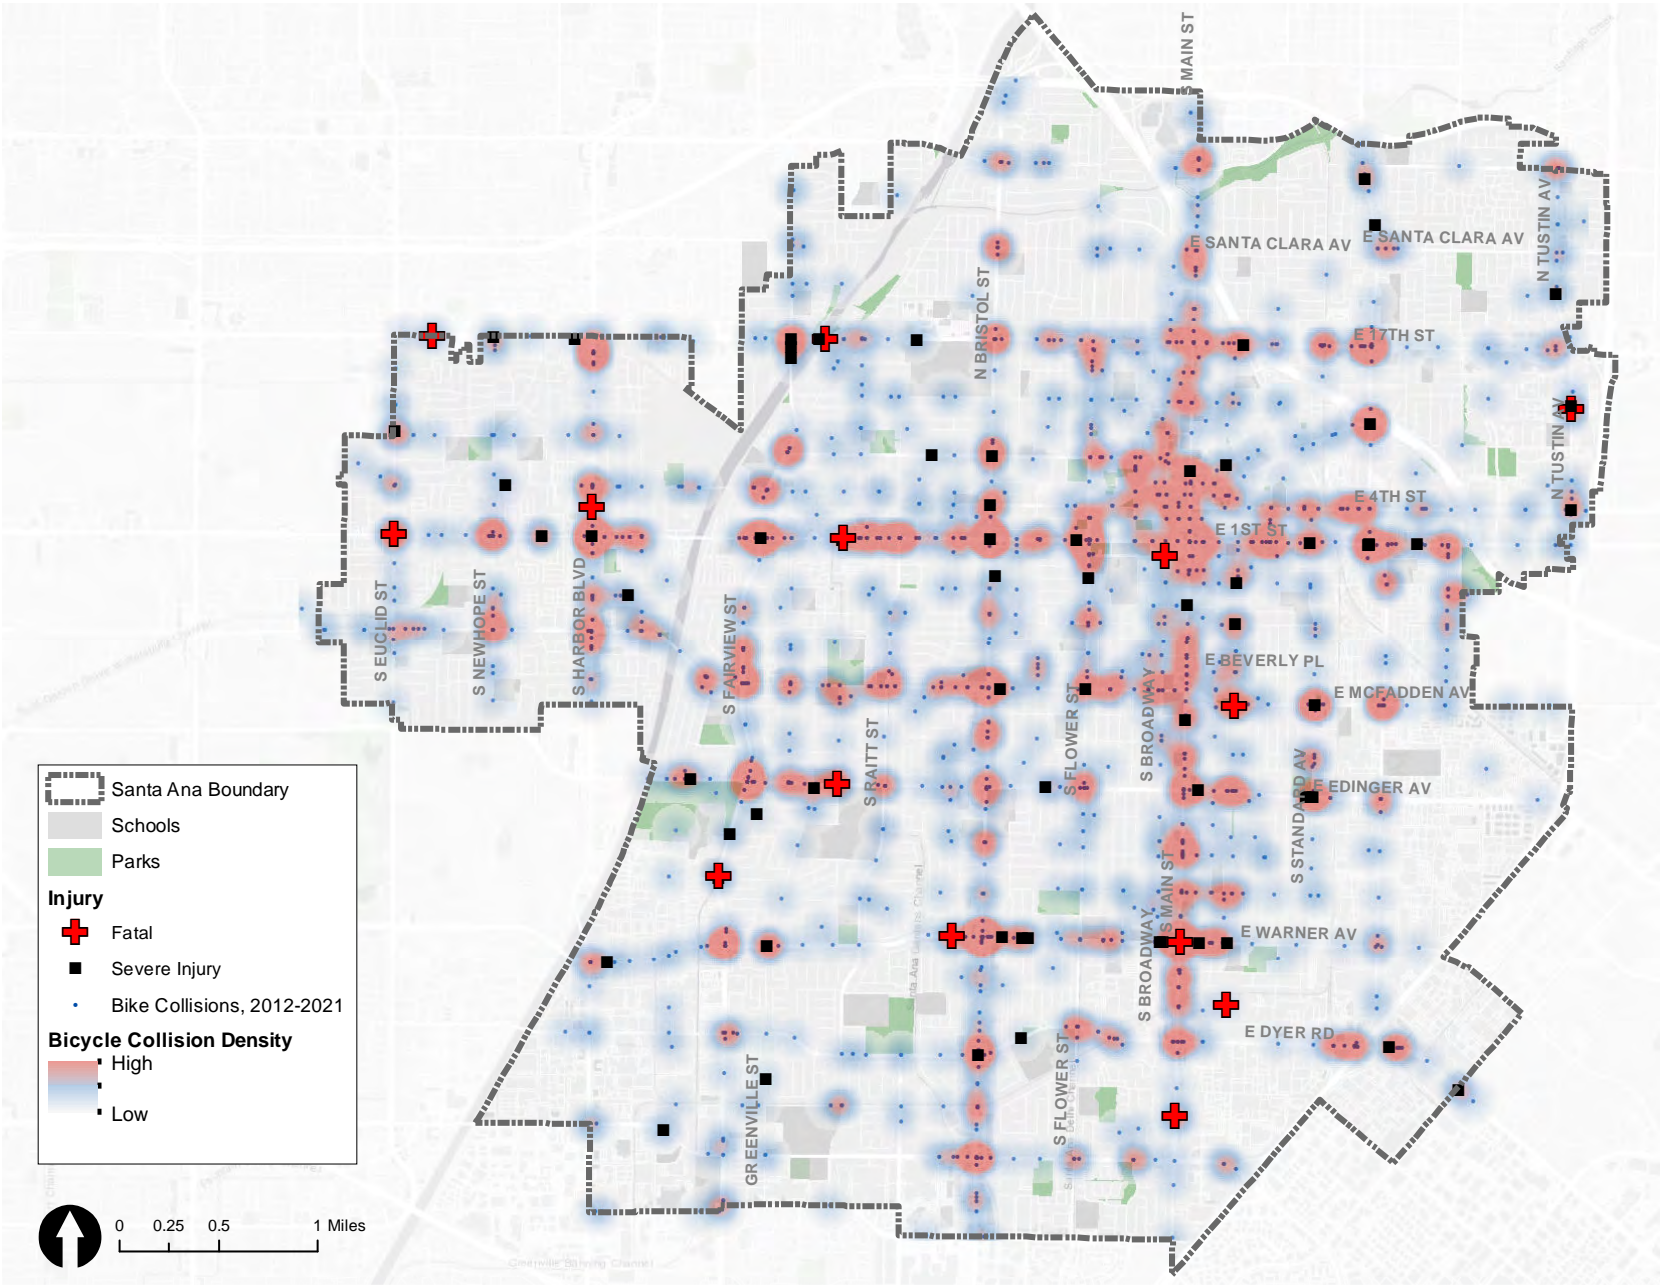 S MAIN ST
E SANTA CLARA AV
E SANTA CLARA AV
N TUSTIN AV
N BRISTOL ST
E 17TH ST
N TUSTIN AV
E 4TH ST
E 1ST ST
S EUCLID ST
S NEWHOPE ST
S HARBOR BLVD
S FAIRVIEW ST
E BEVERLY PL
E MCFADDEN AV
S FLOWER ST
S BROADWAY
S RAITT ST
S STANDARD AV
E EDINGER AV
S MAIN ST
S BROADWAY
E WARNER AV
E DYER RD
S FLOWER ST
GREENVILLE ST
Santa Ana Boundary
Schools
Parks
Injury
Fatal
Severe Injury
Bike Collisions, 2012-2021
Bicycle Collision Density
High
Low
0 0.25 0.5 1 Miles